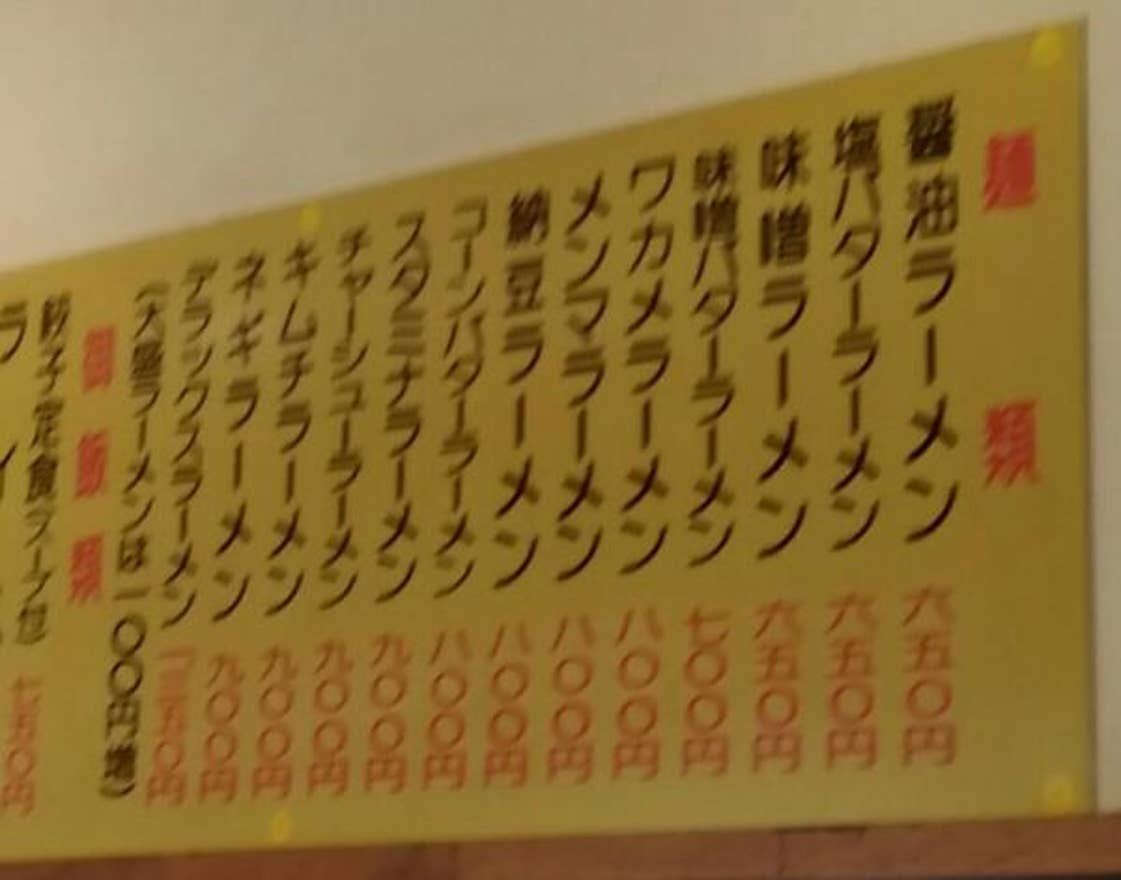 麺類
醤油ラーメン 六五〇円
塩バターラーメン 六五〇円
味噌ラーメン 六五〇円
味噌バターラーメン 七〇〇円
ワカメラーメン 八〇〇円
メンマラーメン 八〇〇円
納豆ラーメン 八〇〇円
コーンバターラーメン 八〇〇円
スタミナラーメン 九〇〇円
チャーシューラーメン 九〇〇円
キムチラーメン 九〇〇円
ネギラーメン 九〇〇円
デラックスラーメン
(大盛ラーメンは一〇〇円増)
御飯類
餃子定食スープ付